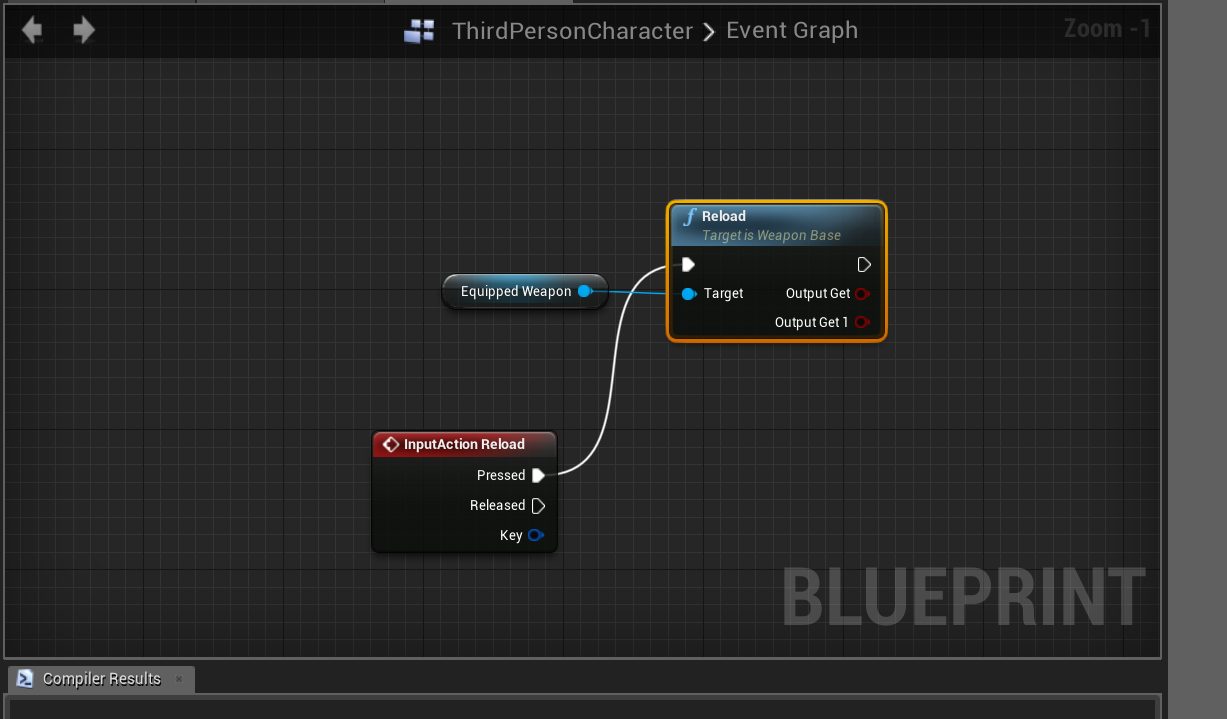 ThirdPersonCharacter > Event Graph
Zoom -1
Reload
Target is Weapon Base
Equipped Weapon
Target
Output Get
Output Get 1
InputAction Reload
Pressed
Released
Key
BLUEPRINT
Compiler Results